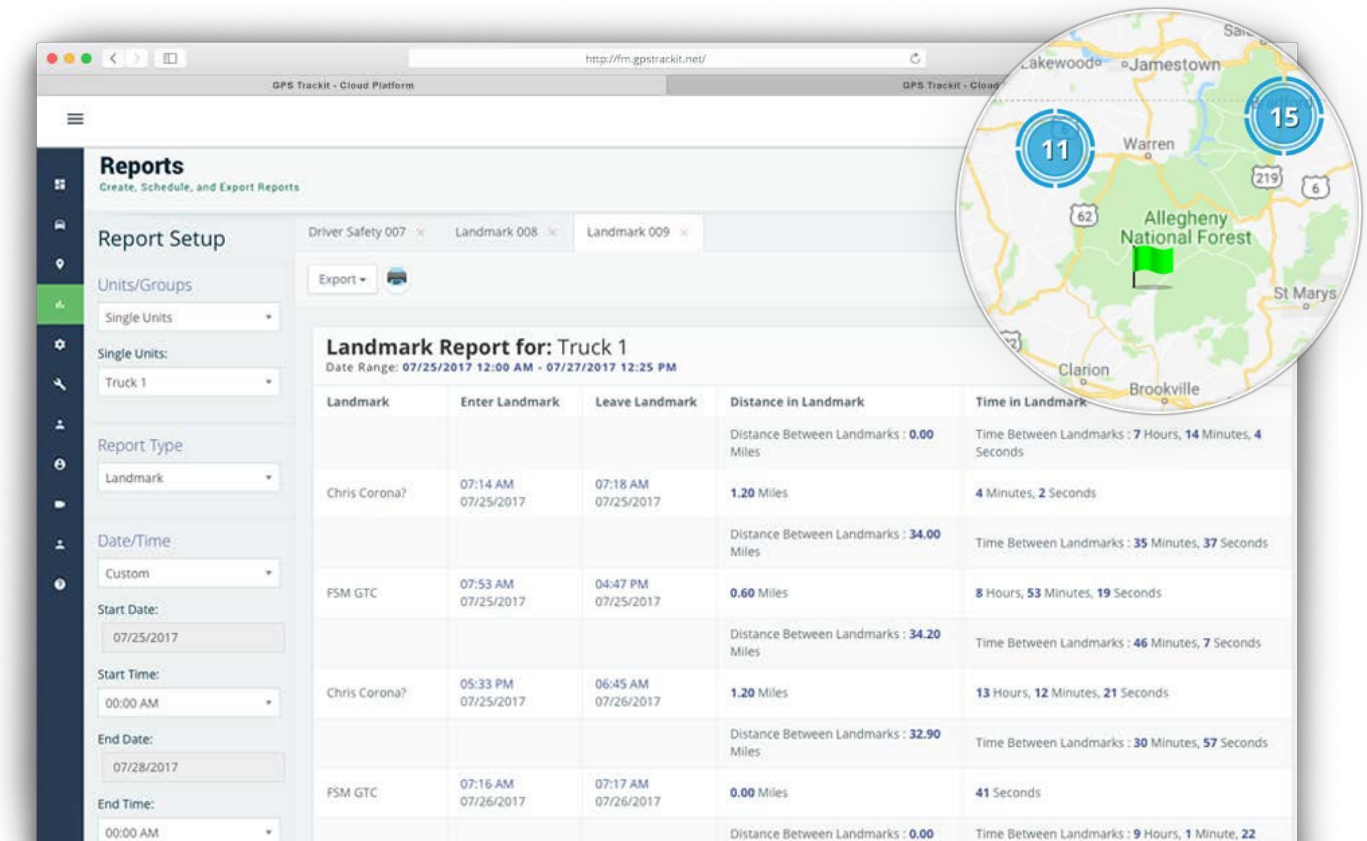 http://fm.gpstrackit.net/
GPS Trackit - Cloud Platform
GPS Trackit - Cloud
Reports
Create, Schedule, and Export Reports
Report Setup
Units/Groups
Single Units
Single Units:
Truck 1
Report Type
Landmark
Date/Time
Custom
Start Date:
07/25/2017
Start Time:
00:00 AM
End Date:
07/28/2017
End Time:
00:00 AM
Driver Safety 007 × Landmark 008 × Landmark 009 ×
Export
Landmark Report for: Truck 1
Date Range: 07/25/2017 12:00 AM - 07/27/2017 12:25 PM
Landmark Enter Landmark Leave Landmark Distance in Landmark Time in Landmark
Distance Between Landmarks : 0.00 Time Between Landmarks : 7 Hours, 14 Minutes, 4
Miles Seconds
Chris Corona? 07:14 AM 07:18 AM 1.20 Miles 4 Minutes, 2 Seconds
07/25/2017 07/25/2017
Distance Between Landmarks : 34.00 Time Between Landmarks : 35 Minutes, 37 Seconds
Miles
FSM GTC 07:53 AM 04:47 PM 0.60 Miles 8 Hours, 53 Minutes, 19 Seconds
07/25/2017 07/25/2017
Distance Between Landmarks : 34.20 Time Between Landmarks : 46 Minutes, 7 Seconds
Miles
Chris Corona? 05:33 PM 06:45 AM 1.20 Miles 13 Hours, 12 Minutes, 21 Seconds
07/25/2017 07/26/2017
Distance Between Landmarks : 32.90 Time Between Landmarks : 30 Minutes, 57 Seconds
Miles
FSM GTC 07:16 AM 07:17 AM 0.00 Miles 41 Seconds
07/26/2017 07/26/2017
Distance Between Landmarks : 0.00 Time Between Landmarks : 9 Hours, 1 Minute, 22
Lakewood Jamestown
11
15
6
Warren
219
6
62
Allegheny
National Forest
St Marys
Clarion
Brookville